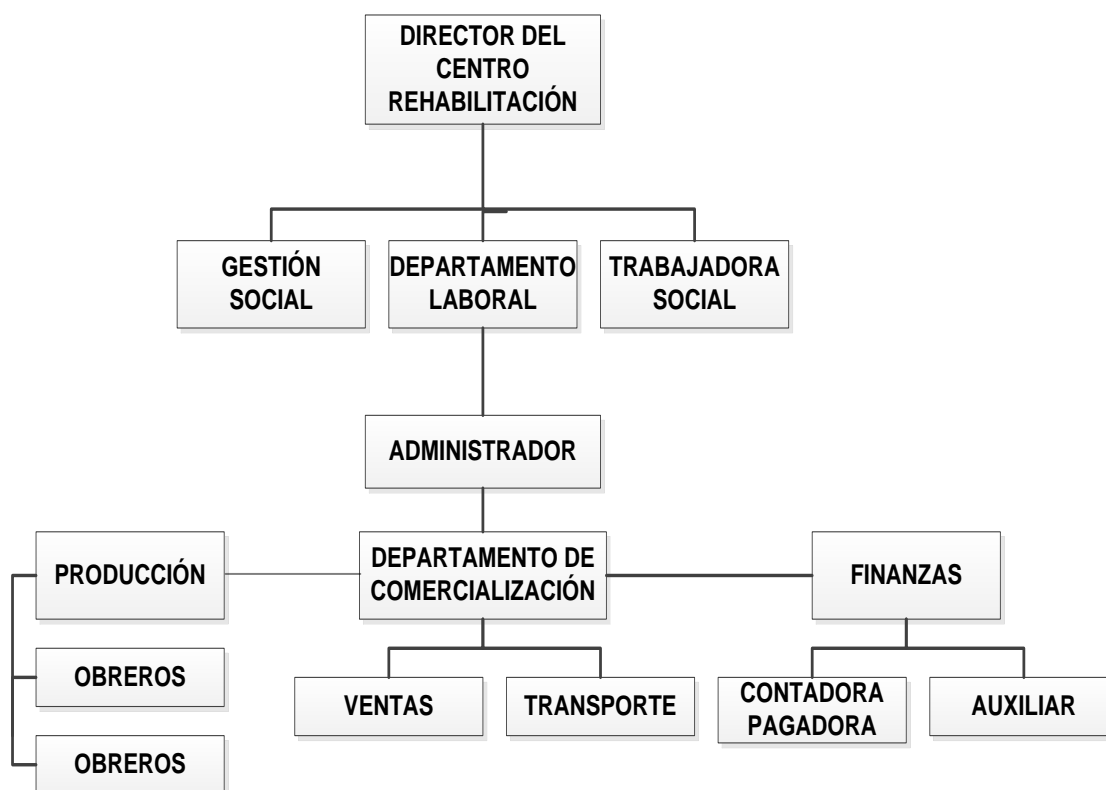 DIRECTOR DEL
CENTRO
REHABILITACIÓN
GESTIÓN
SOCIAL
DEPARTAMENTO
LABORAL
TRABAJADORA
SOCIAL
ADMINISTRADOR
PRODUCCIÓN
DEPARTAMENTO DE
COMERCIALIZACIÓN
FINANZAS
OBREROS
OBREROS
VENTAS
TRANSPORTE
CONTADORA
PAGADORA
AUXILIAR